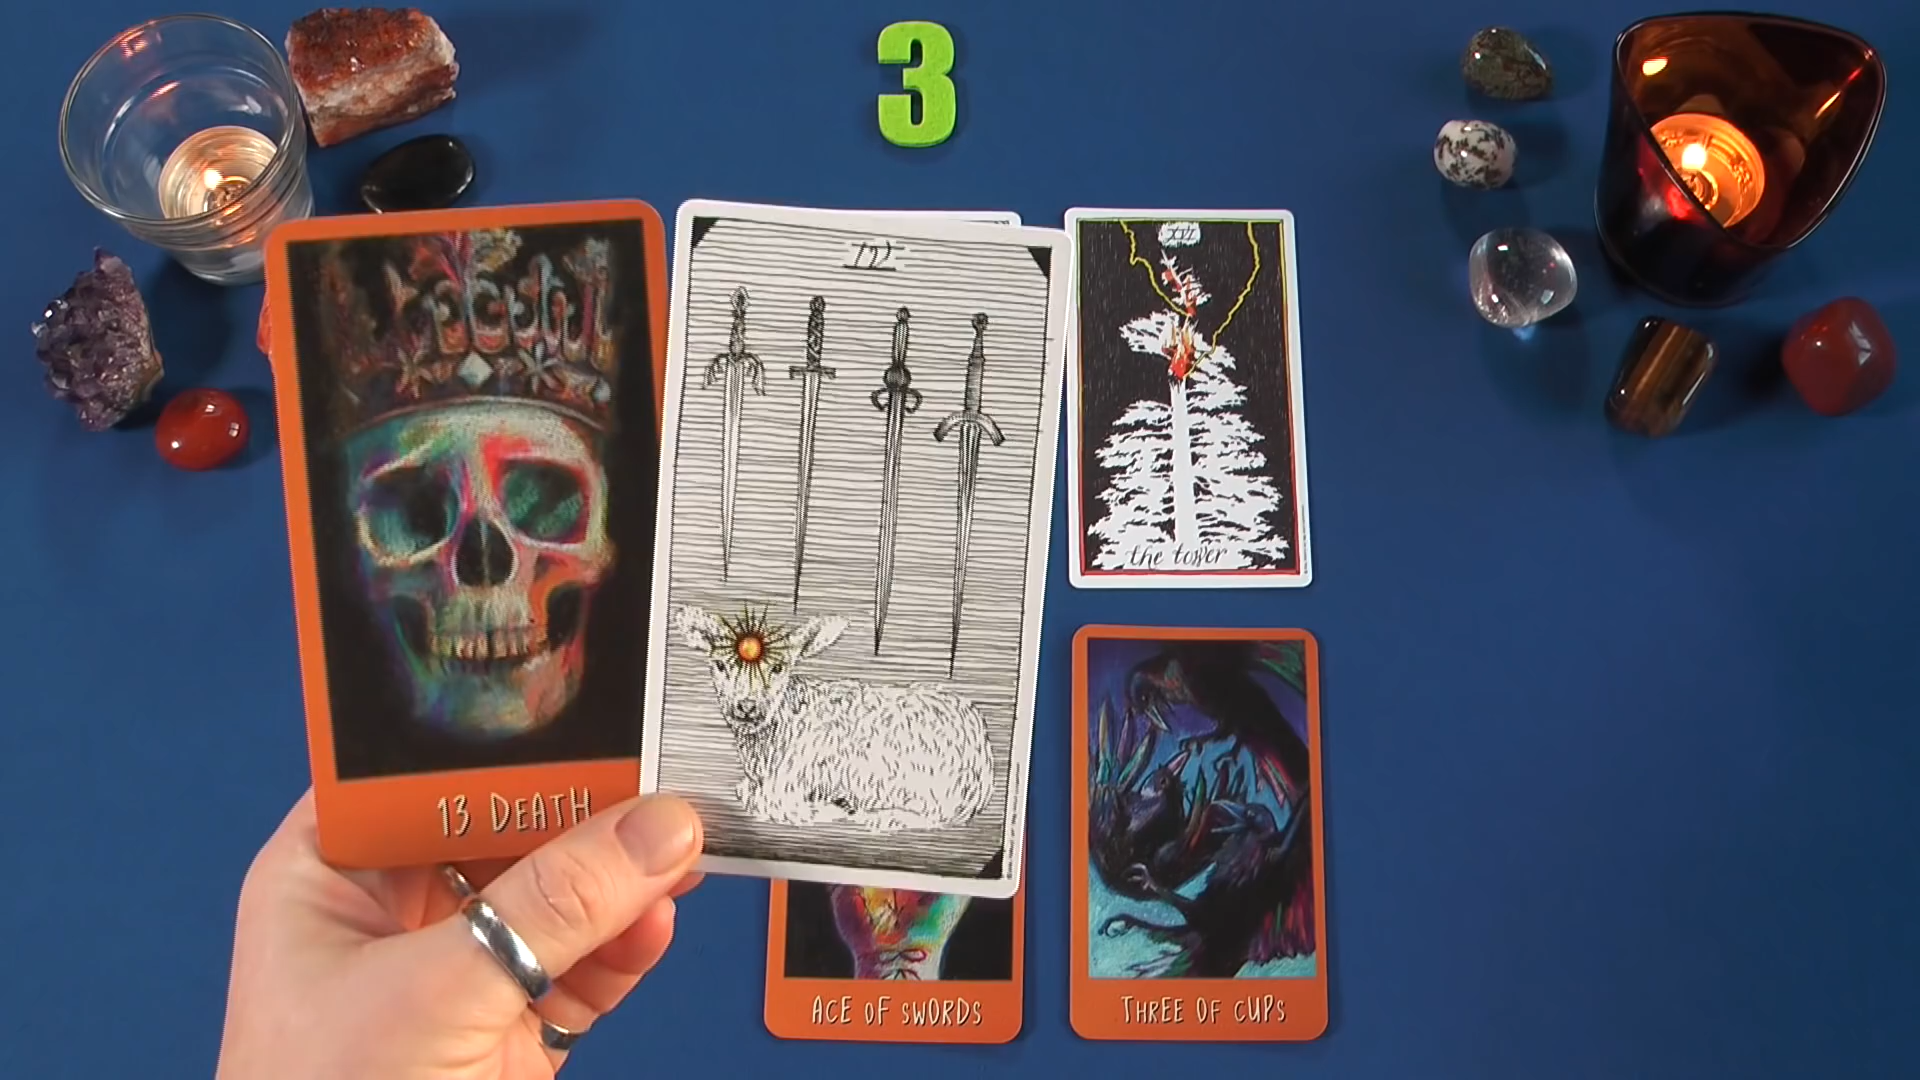 3
XVI
IV
the tower
13 DEATH
ACE OF SWORDS
THREE OF CUPS